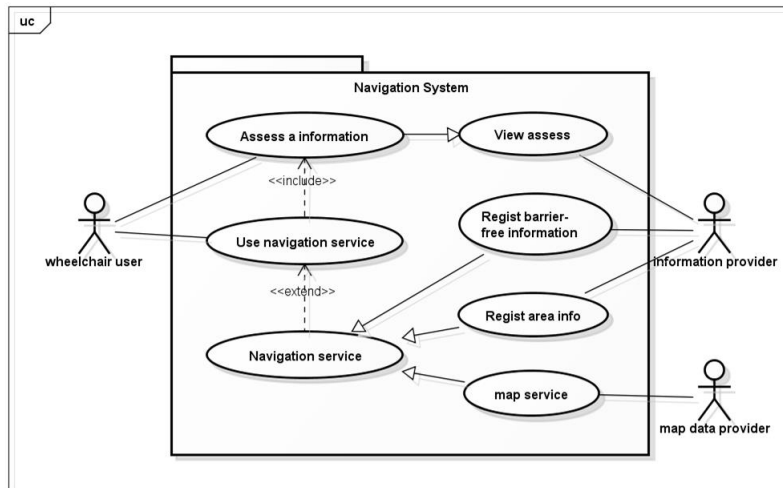 uc
Navigation System
Assess a information
View assess
<<include>>
Regist barrier-
free information
Use navigation service
wheelchair user
information provider
<<extend>>
Regist area info
Navigation service
map service
map data provider